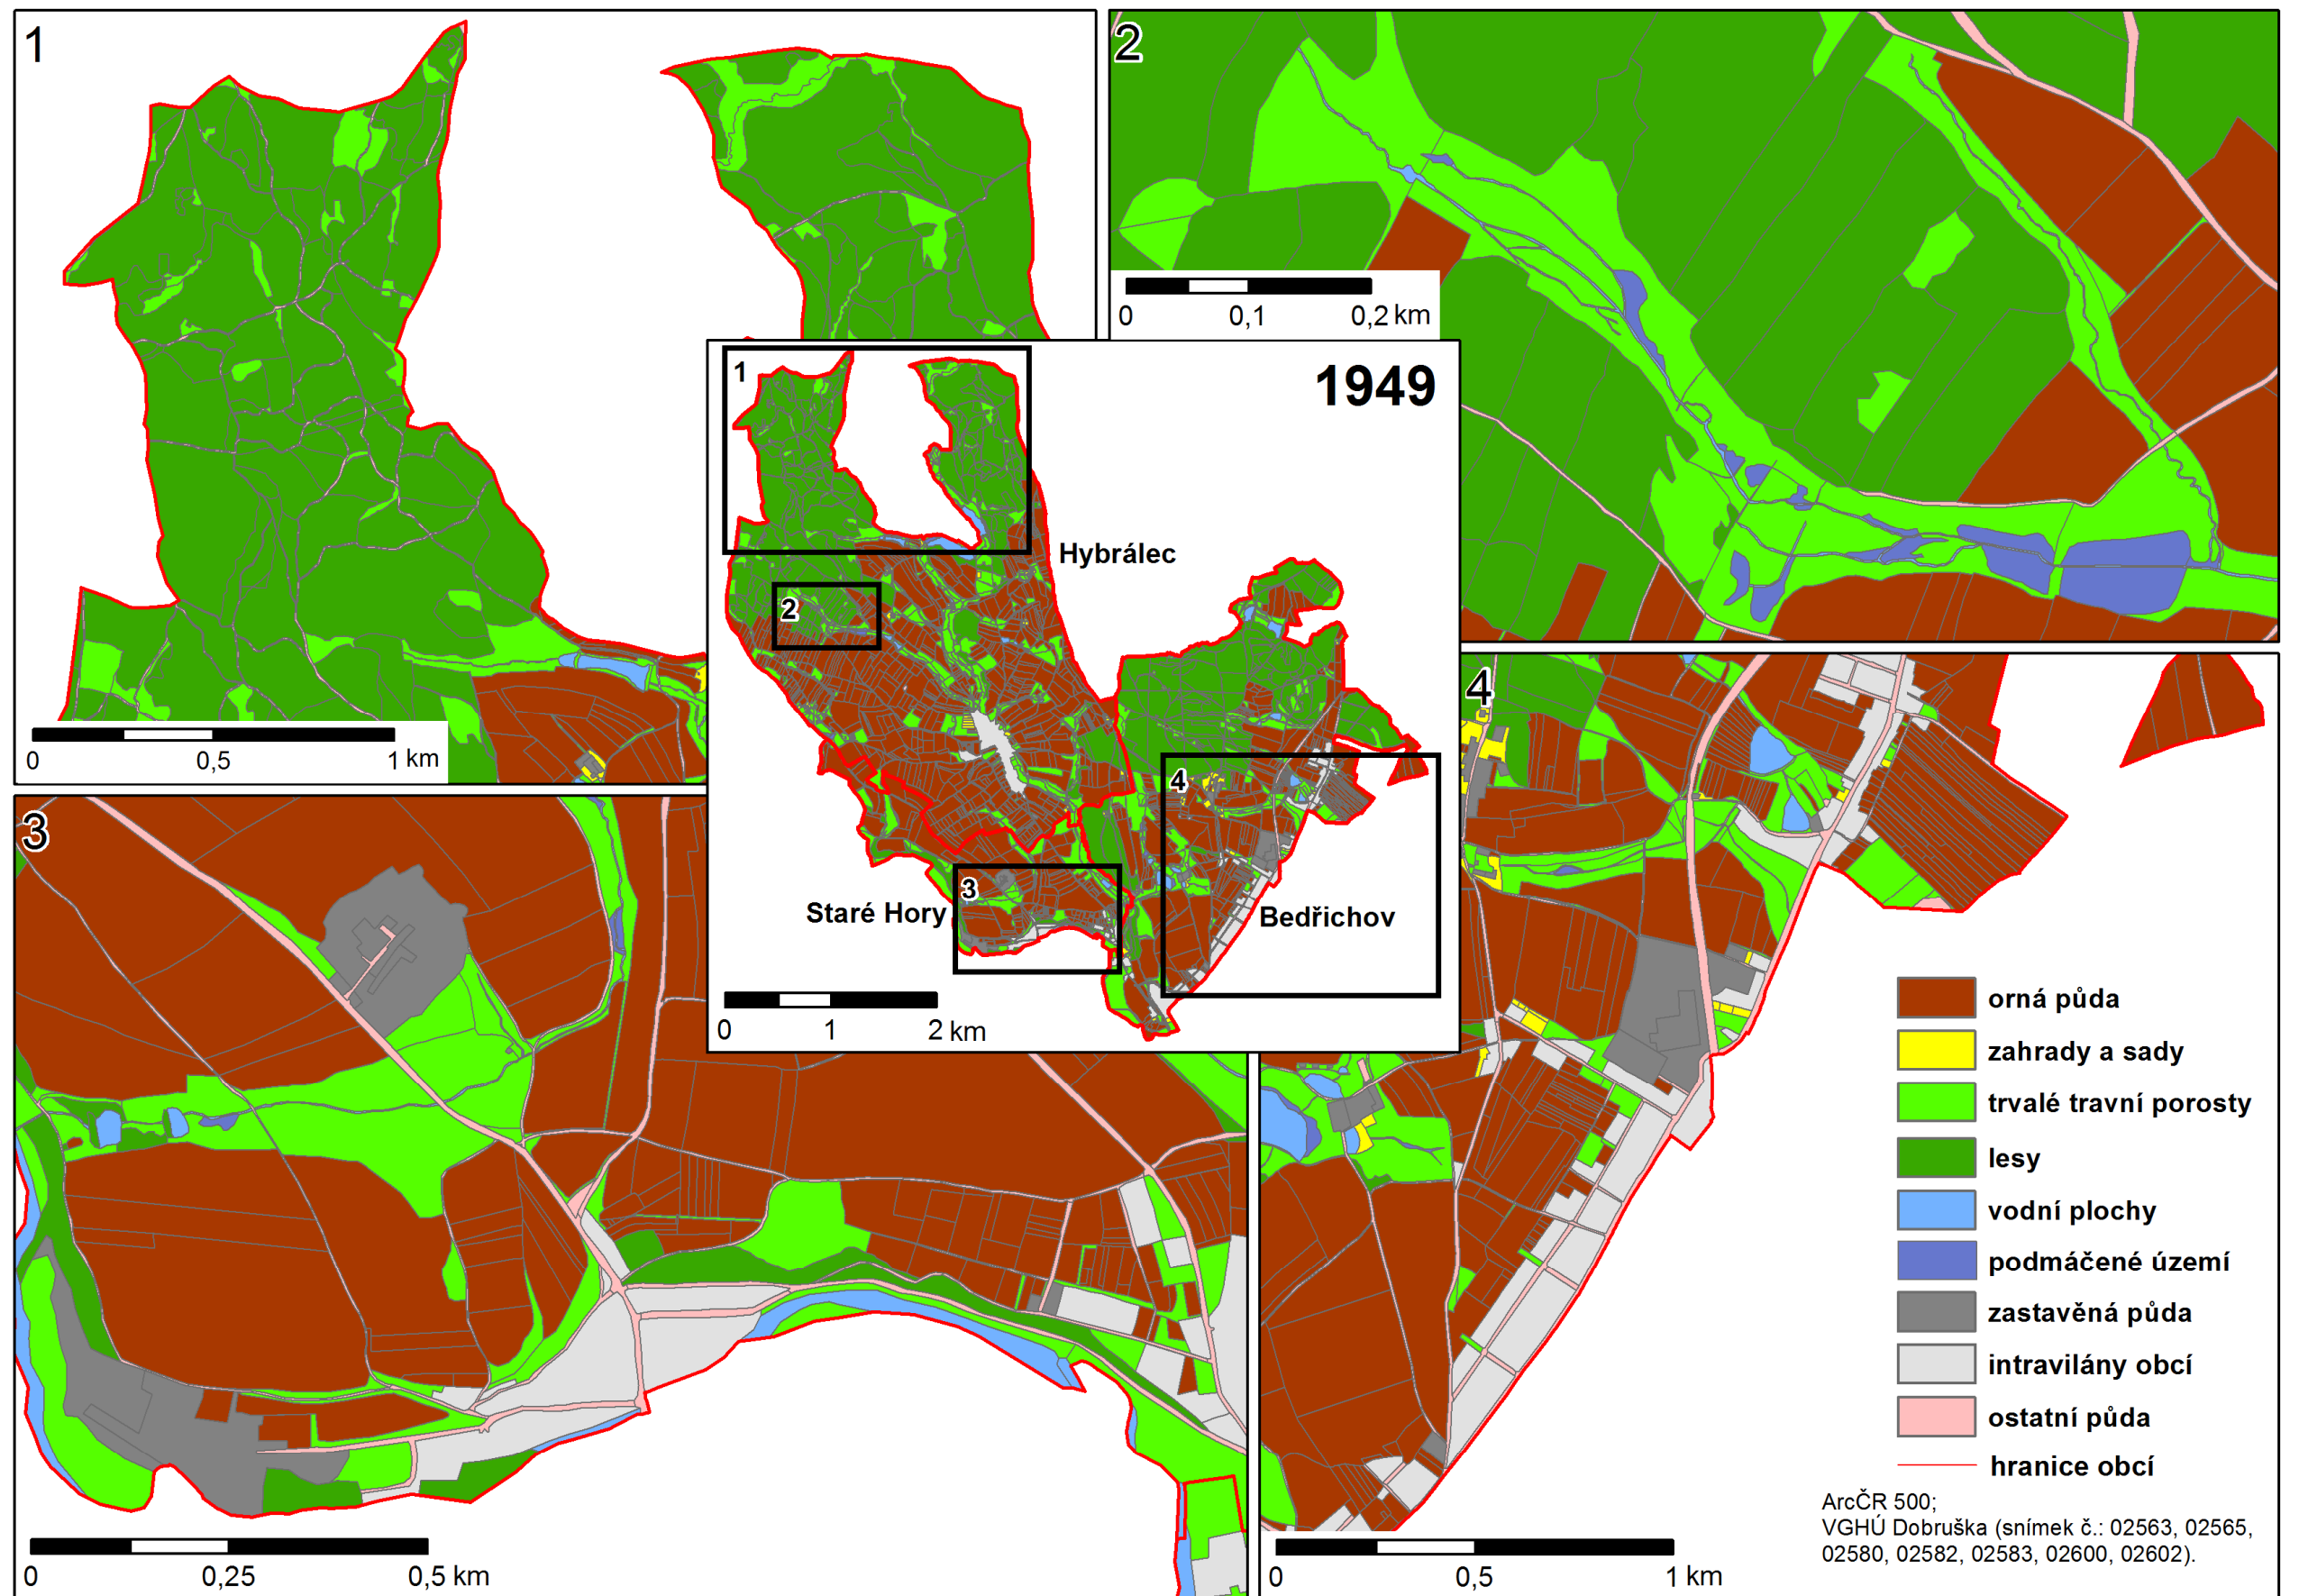 1
0
0,5
1 km
2
0
0,1
0,2 km
1949
1
2
3
4
Hybrálec
Staré Hory
Bedřichov
0
1
2 km
3
0
0,25
0,5 km
4
0
0,5
1 km
orná půda
zahrady a sady
trvalé travní porosty
lesy
vodní plochy
podmáčené území
zastavěná půda
intravilány obcí
ostatní půda
hranice obcí
ArcČR 500;
VGHÚ Dobruška (snímek č.: 02563, 02565,
02580, 02582, 02583, 02600, 02602).